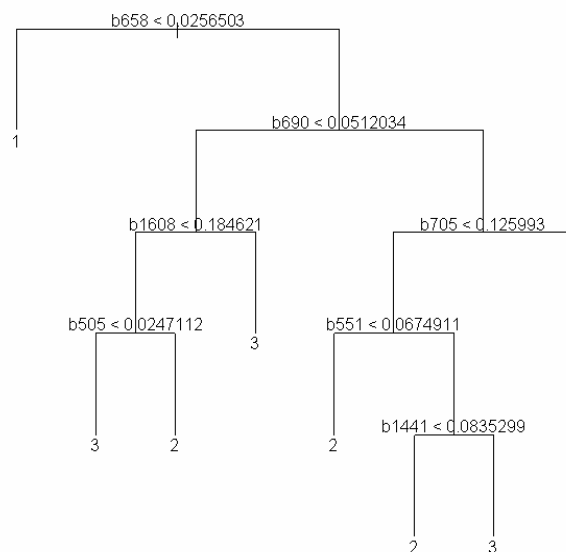 b658 < 0.0256503
1
b690 < 0.0512034
b1608 < 0.184621
b705 < 0.125993
b505 < 0.0247112
3
b551 < 0.0674911
3
2
2
b1441 < 0.0835299
2
3